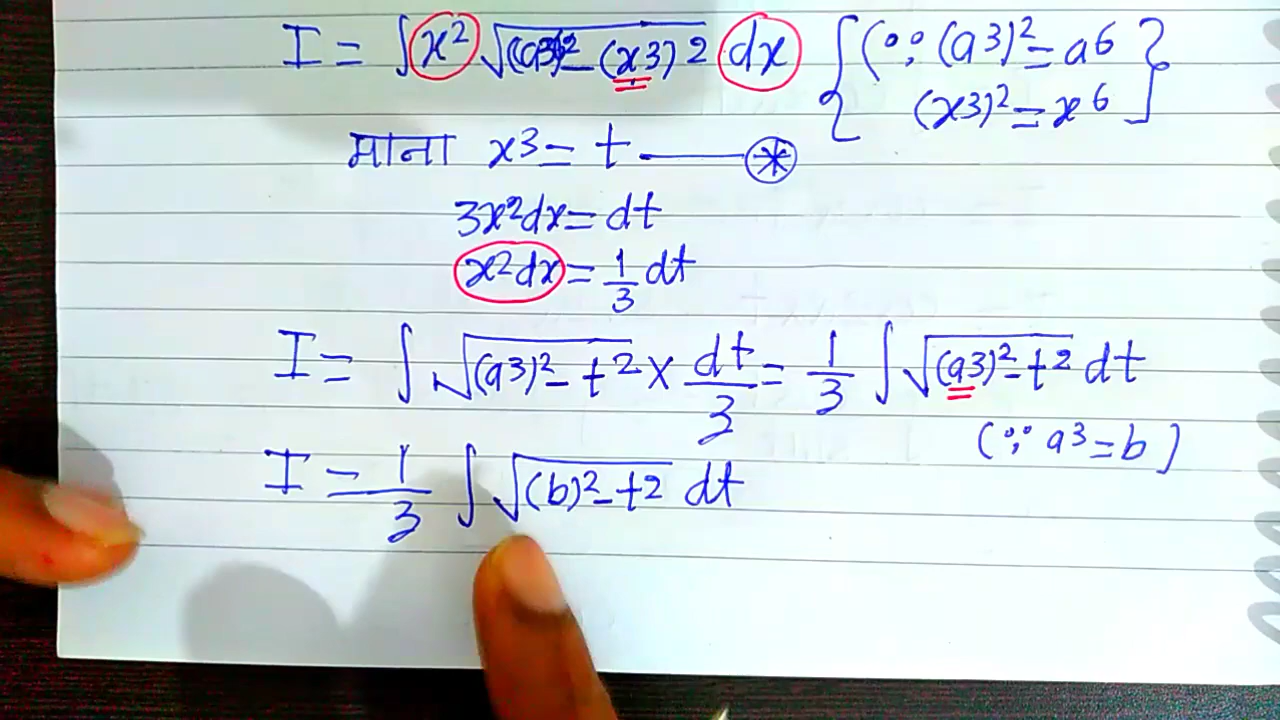 I = ∫ x² √(a3)² - (x3)2 dx { (∵ (a3)² = a6
(x3)² = x6 }
माना x3 = t ——— ⊛
3x²dx = dt
x²dx = 1/3 dt
I = ∫ √(a3)² - t² × dt/3 = 1/3 ∫ √(a3)² - t² dt
(∵ a3 = b)
I = 1/3 ∫ √(b)² - t2 dt